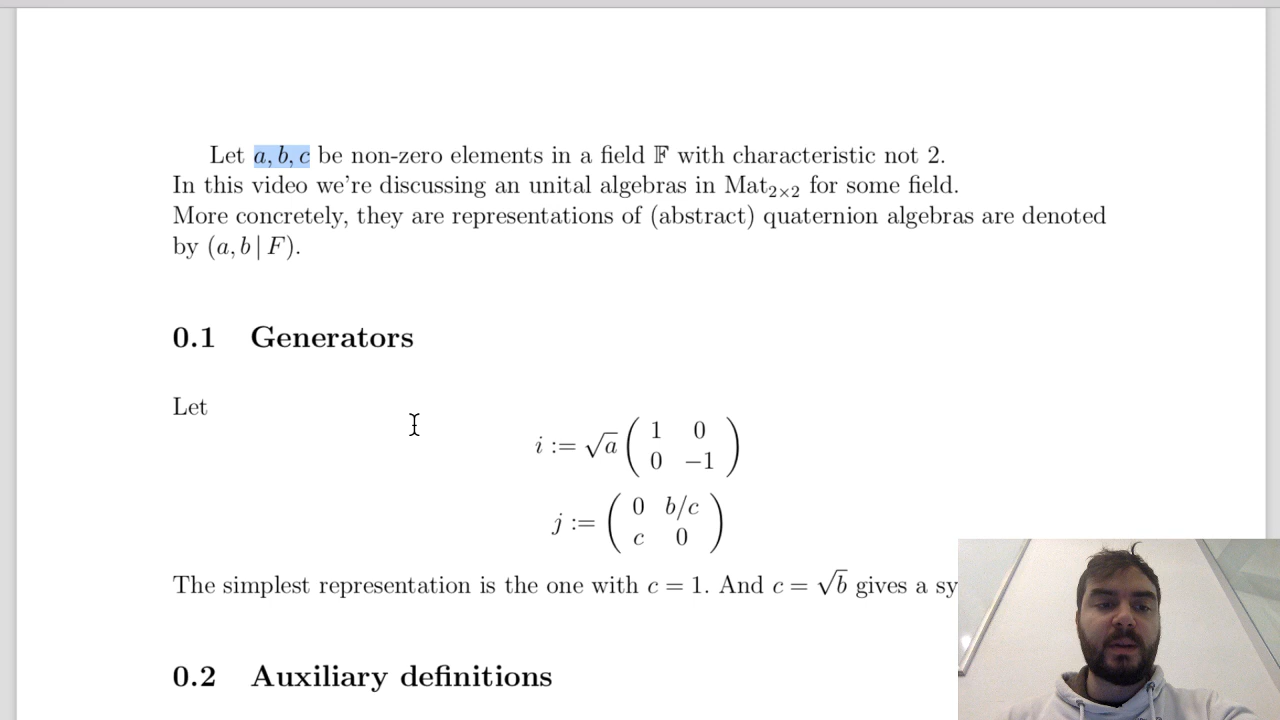 Let a, b, c be non-zero elements in a field 𝔽 with characteristic not 2.
In this video we're discussing an unital algebras in Mat₂ₓ₂ for some field.
More concretely, they are representations of (abstract) quaternion algebras are denoted
by (a, b | F).
0.1 Generators
Let
i := √a ( 1 0
0 −1 )
j := ( 0 b/c
c 0 )
The simplest representation is the one with c = 1. And c = √b gives a sy
0.2 Auxiliary definitions